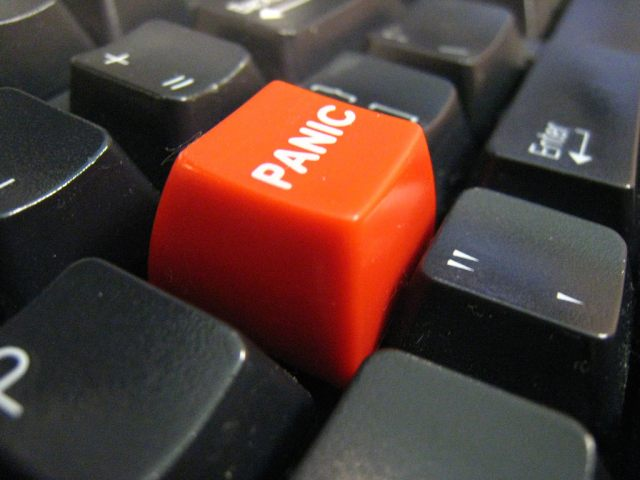 +
=
PANIC
Enter
"
'